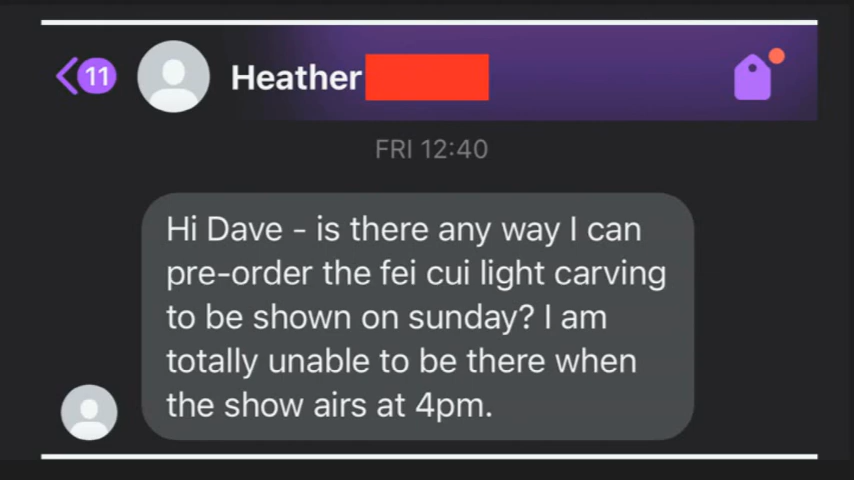 11
Heather
FRI 12:40
Hi Dave - is there any way I can
pre-order the fei cui light carving
to be shown on sunday? I am
totally unable to be there when
the show airs at 4pm.